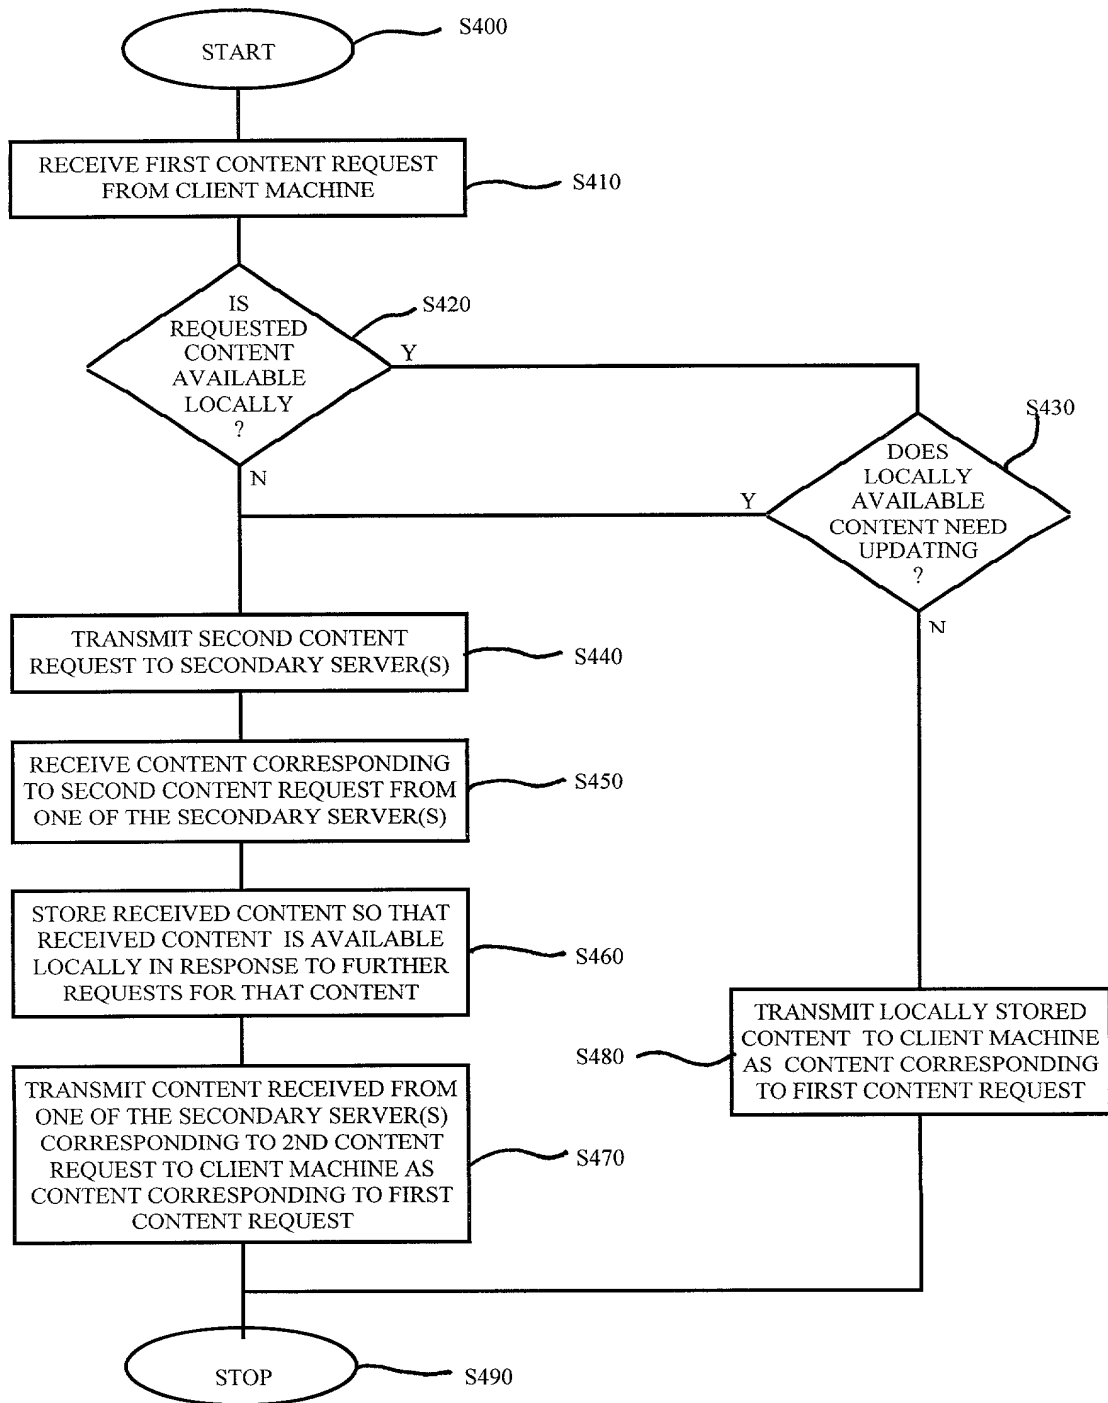 START
S400
RECEIVE FIRST CONTENT REQUEST
FROM CLIENT MACHINE
S410
IS
REQUESTED
CONTENT
AVAILABLE
LOCALLY
?
S420
Y
N
S430
DOES
LOCALLY
AVAILABLE
CONTENT NEED
UPDATING
?
Y
N
TRANSMIT SECOND CONTENT
REQUEST TO SECONDARY SERVER(S)
S440
RECEIVE CONTENT CORRESPONDING
TO SECOND CONTENT REQUEST FROM
ONE OF THE SECONDARY SERVER(S)
S450
STORE RECEIVED CONTENT SO THAT
RECEIVED CONTENT IS AVAILABLE
LOCALLY IN RESPONSE TO FURTHER
REQUESTS FOR THAT CONTENT
S460
TRANSMIT LOCALLY STORED
CONTENT TO CLIENT MACHINE
AS CONTENT CORRESPONDING
TO FIRST CONTENT REQUEST
S480
TRANSMIT CONTENT RECEIVED FROM
ONE OF THE SECONDARY SERVER(S)
CORRESPONDING TO 2ND CONTENT
REQUEST TO CLIENT MACHINE AS
CONTENT CORRESPONDING TO FIRST
CONTENT REQUEST
S470
STOP
S490